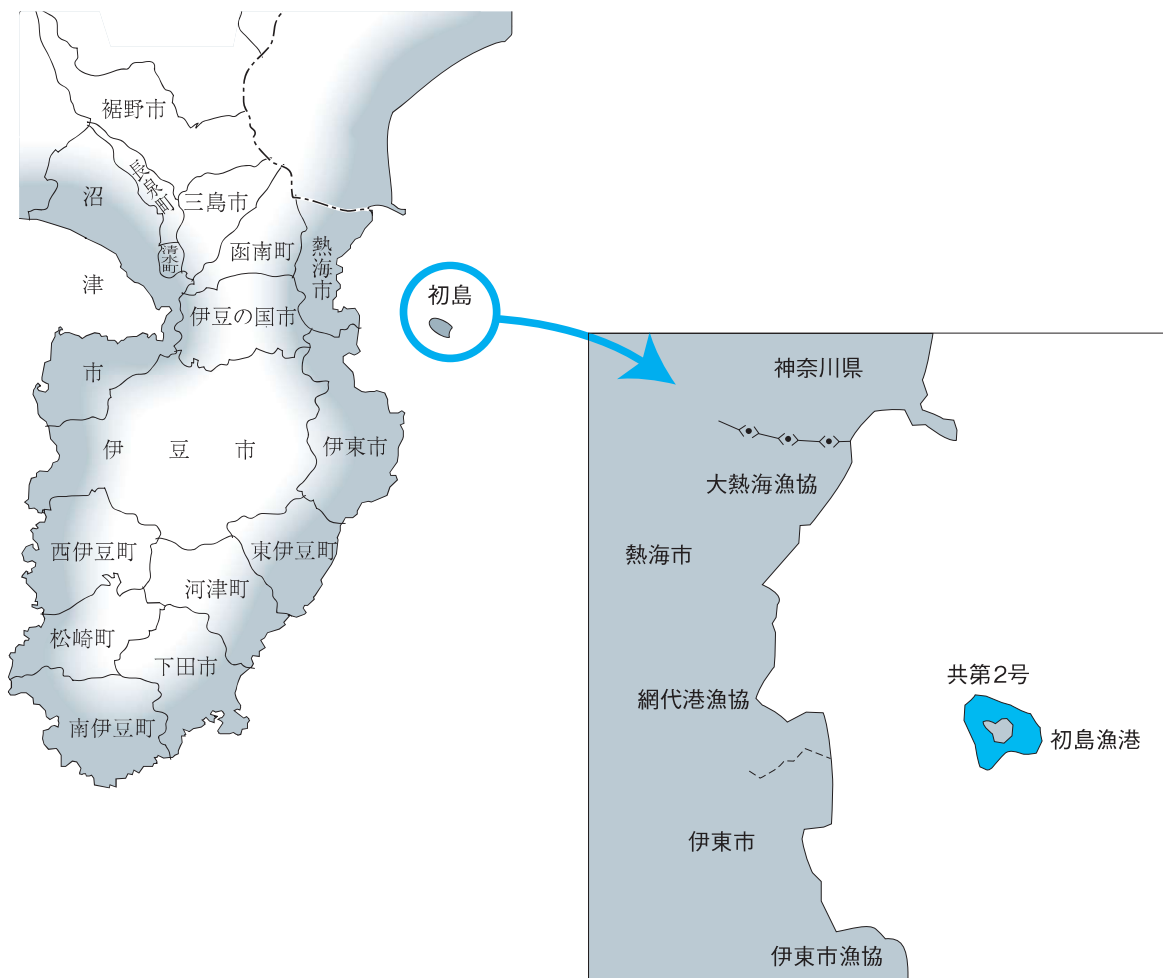 裾野市
長泉町
沼津市
三島市
清水町
函南町
熱海市
伊豆の国市
初島
伊豆市
伊東市
西伊豆町
東伊豆町
河津町
松崎町
下田市
南伊豆町
神奈川県
大熱海漁協
熱海市
網代港漁協
共第2号
初島漁港
伊東市
伊東市漁協